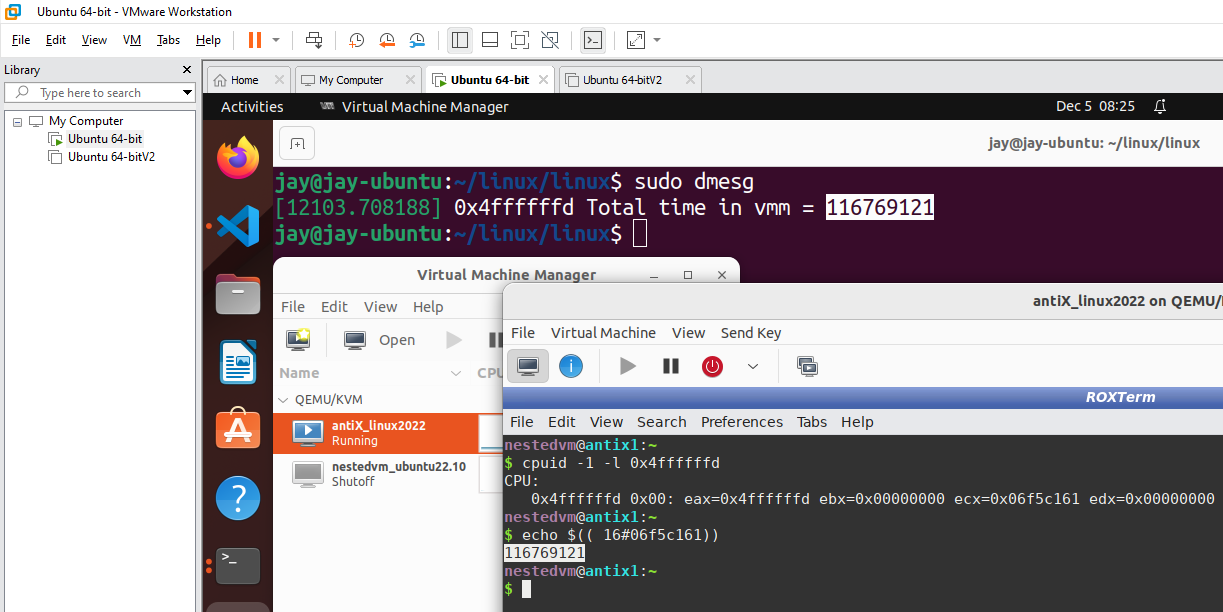 Ubuntu 64-bit - VMware Workstation
File Edit View VM Tabs Help
Library
Type here to search
My Computer
Ubuntu 64-bit
Ubuntu 64-bitV2
Home My Computer Ubuntu 64-bit Ubuntu 64-bitV2
Activities Virtual Machine Manager Dec 5 08:25
jay@jay-ubuntu: ~/linux/linux
jay@jay-ubuntu:~/linux/linux$ sudo dmesg
[12103.708188] 0x4ffffffd Total time in vmm = 116769121
jay@jay-ubuntu:~/linux/linux$
Virtual Machine Manager
File Edit View Help
Open
Name CPU
QEMU/KVM
antiX_linux2022
Running
nestedvm_ubuntu22.10
Shutoff
antiX_linux2022 on QEMU/
File Virtual Machine View Send Key
ROXTerm
File Edit View Search Preferences Tabs Help
nestedvm@antix1:~
$ cpuid -1 -l 0x4ffffffd
CPU:
0x4ffffffd 0x00: eax=0x4ffffffd ebx=0x00000000 ecx=0x06f5c161 edx=0x00000000
nestedvm@antix1:~
$ echo $(( 16#06f5c161))
116769121
nestedvm@antix1:~
$